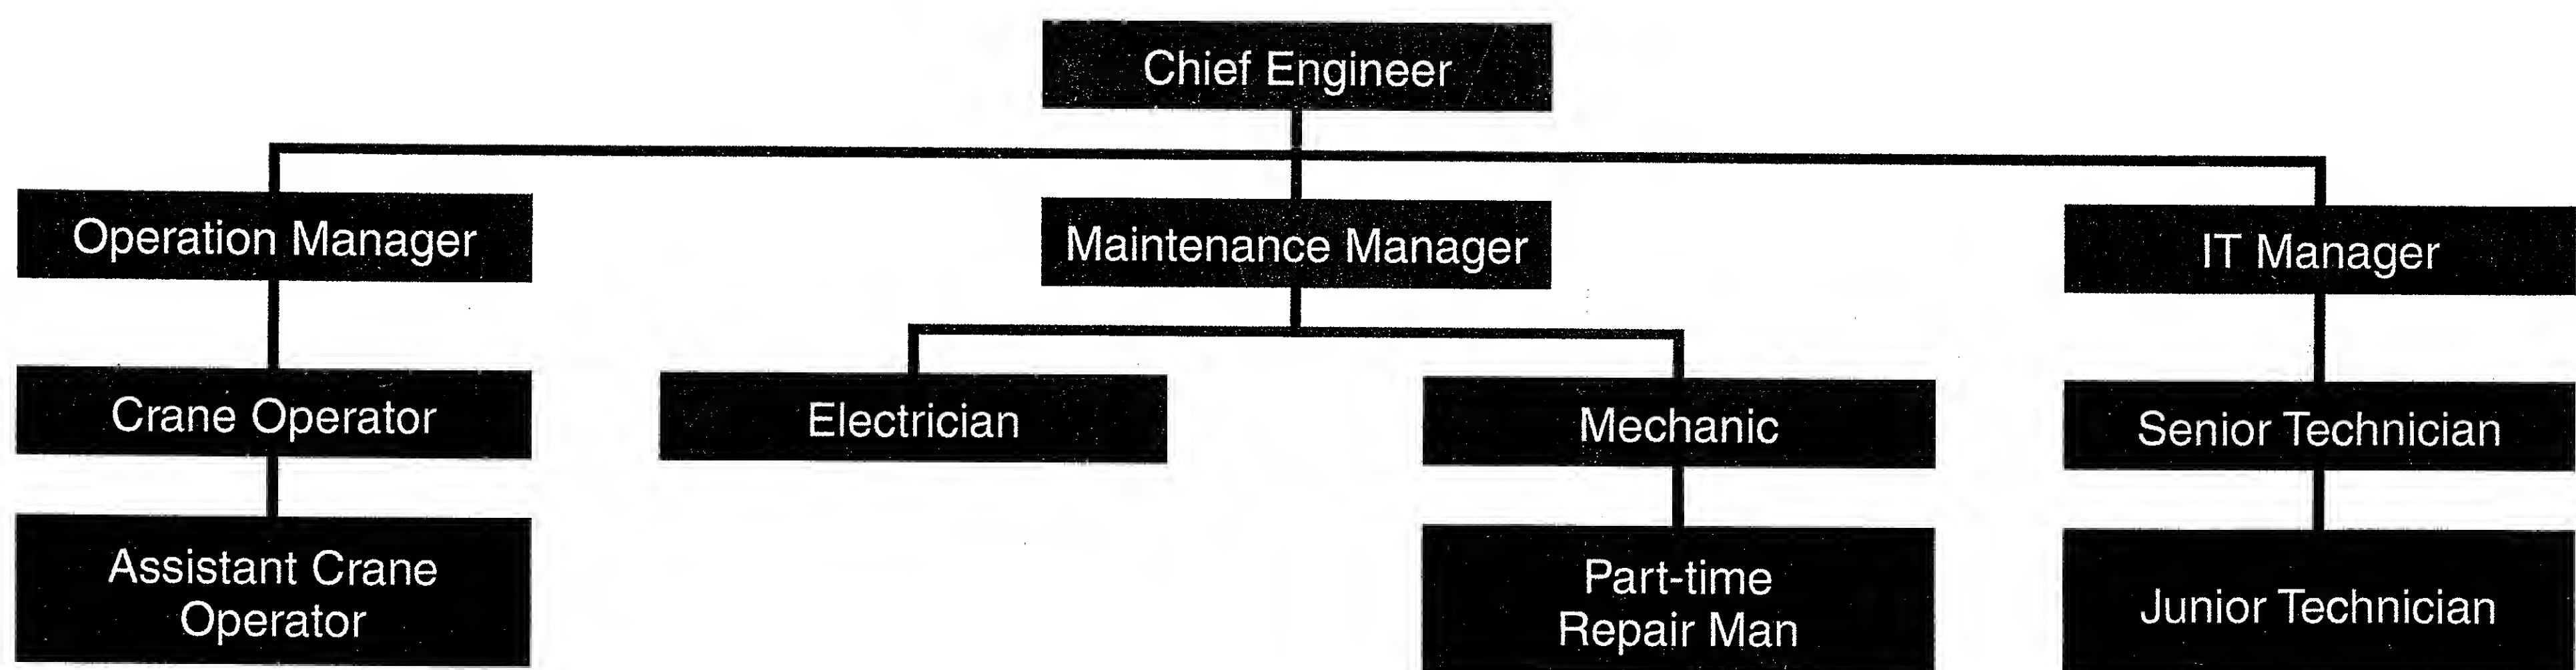 Chief Engineer
Operation Manager
Maintenance Manager
IT Manager
Crane Operator
Electrician
Mechanic
Senior Technician
Assistant Crane
Operator
Part-time
Repair Man
Junior Technician